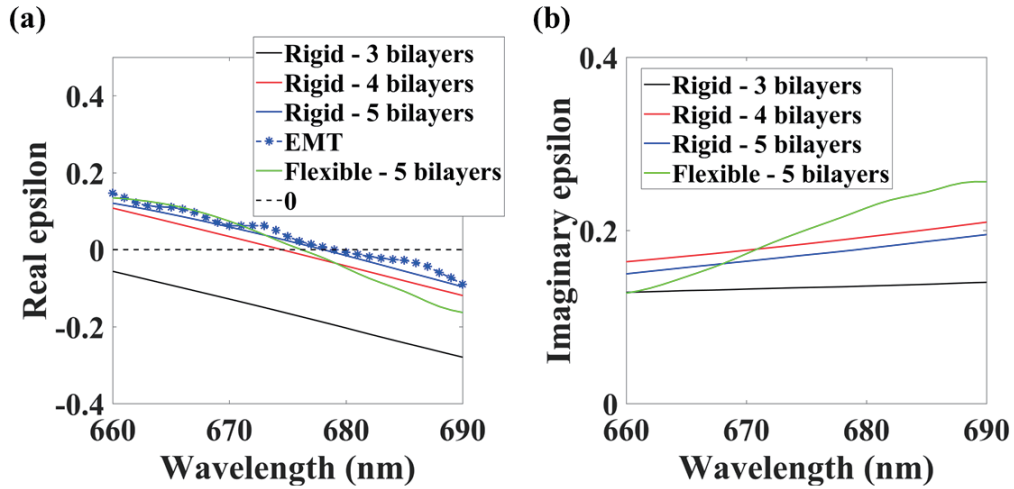 (a)
Real epsilon
0.4
0.2
0
-0.2
-0.4
Rigid - 3 bilayers
Rigid - 4 bilayers
Rigid - 5 bilayers
EMT
Flexible - 5 bilayers
0
660
670
680
690
Wavelength (nm)
(b)
Imaginary epsilon
0.4
0.2
0
Rigid - 3 bilayers
Rigid - 4 bilayers
Rigid - 5 bilayers
Flexible - 5 bilayers
660
670
680
690
Wavelength (nm)